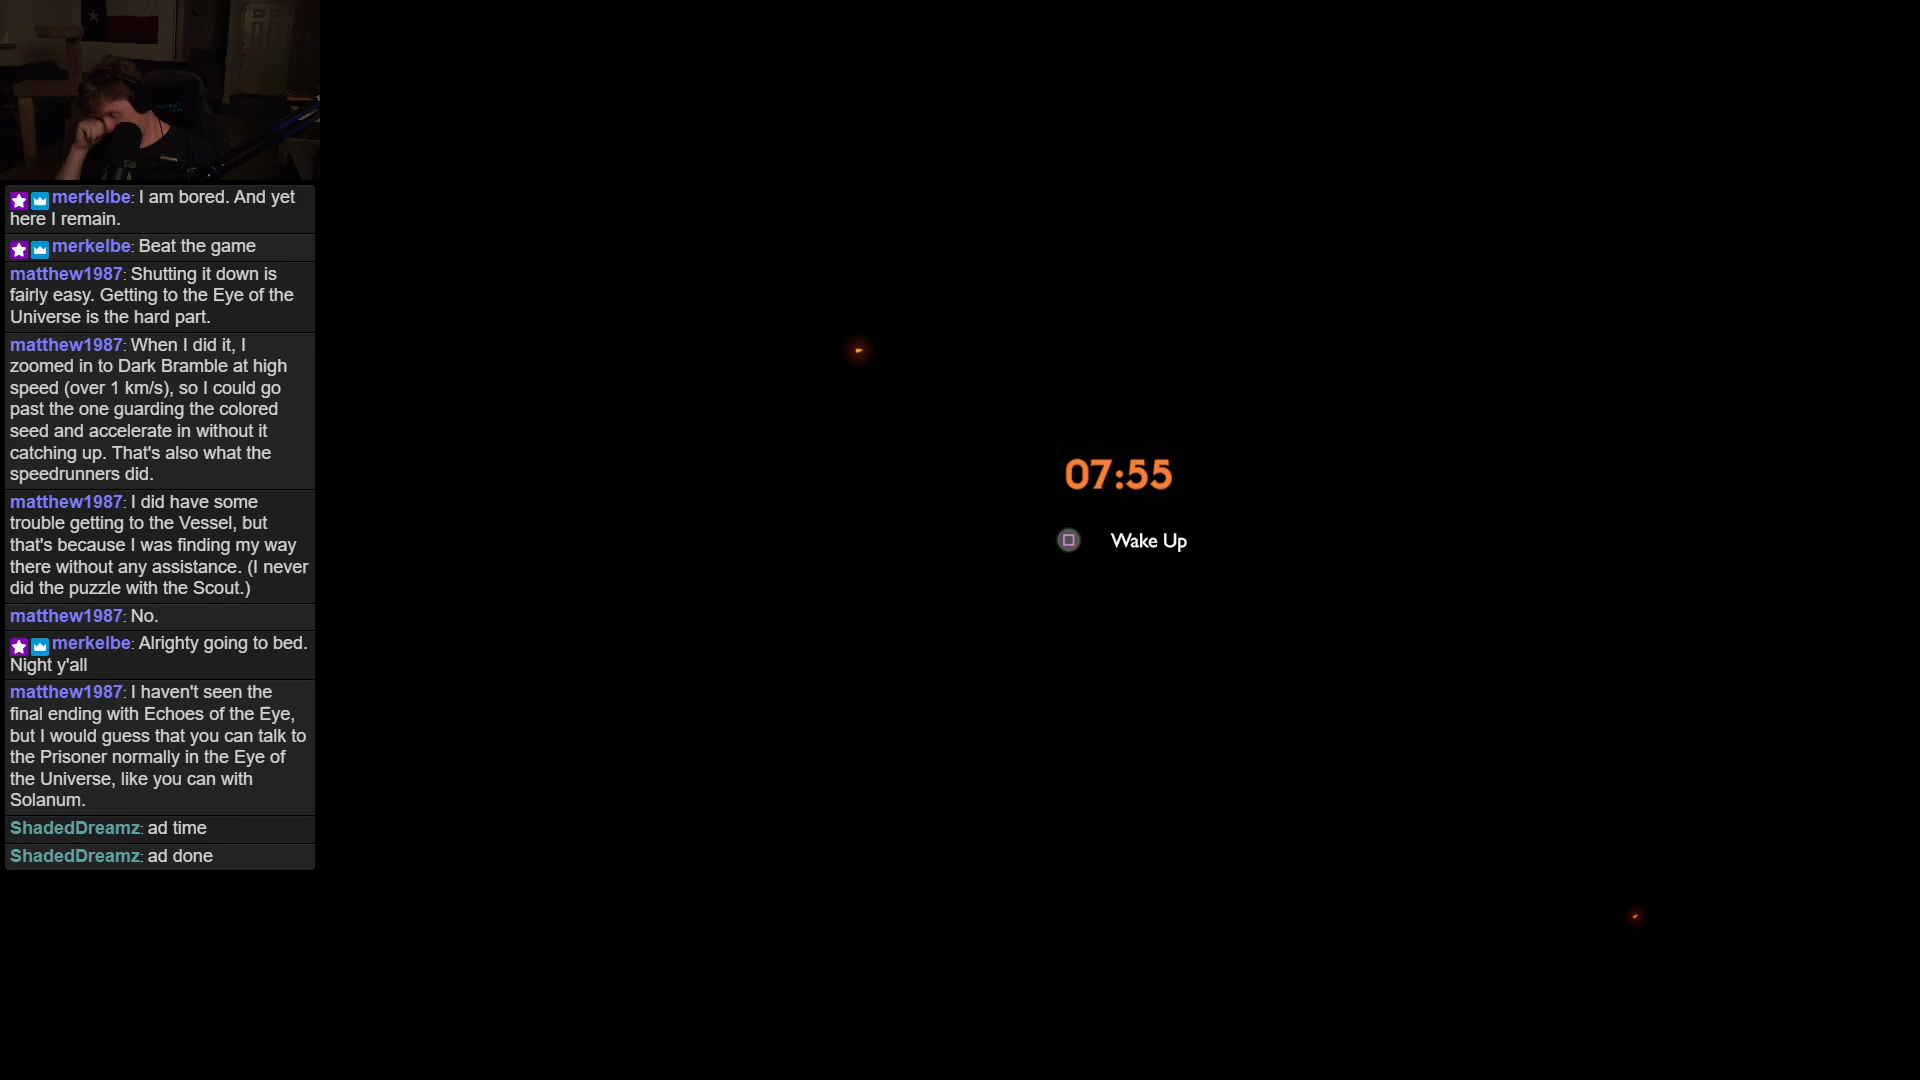 merkelbe: I am bored. And yet
here I remain.
merkelbe: Beat the game
matthew1987: Shutting it down is
fairly easy. Getting to the Eye of the
Universe is the hard part.
matthew1987: When I did it, I
zoomed in to Dark Bramble at high
speed (over 1 km/s), so I could go
past the one guarding the colored
seed and accelerate in without it
catching up. That's also what the
speedrunners did.
matthew1987: I did have some
trouble getting to the Vessel, but
that's because I was finding my way
there without any assistance. (I never
did the puzzle with the Scout.)
matthew1987: No.
merkelbe: Alrighty going to bed.
Night y'all
matthew1987: I haven't seen the
final ending with Echoes of the Eye,
but I would guess that you can talk to
the Prisoner normally in the Eye of
the Universe, like you can with
Solanum.
ShadedDreamz: ad time
ShadedDreamz: ad done
07:55
Wake Up